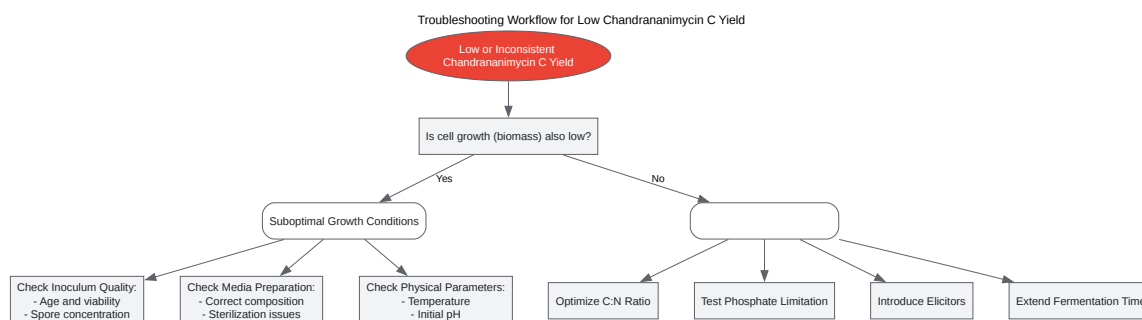 Troubleshooting Workflow for Low Chandrananimycin C Yield
Low or Inconsistent
Chandrananimycin C Yield
Is cell growth (biomass) also low?
Yes
No
Suboptimal Growth Conditions
Check Inoculum Quality:
- Age and viability
- Spore concentration
Check Media Preparation:
- Correct composition
- Sterilization issues
Check Physical Parameters:
- Temperature
- Initial pH
Optimize C:N Ratio
Test Phosphate Limitation
Introduce Elicitors
Extend Fermentation Time